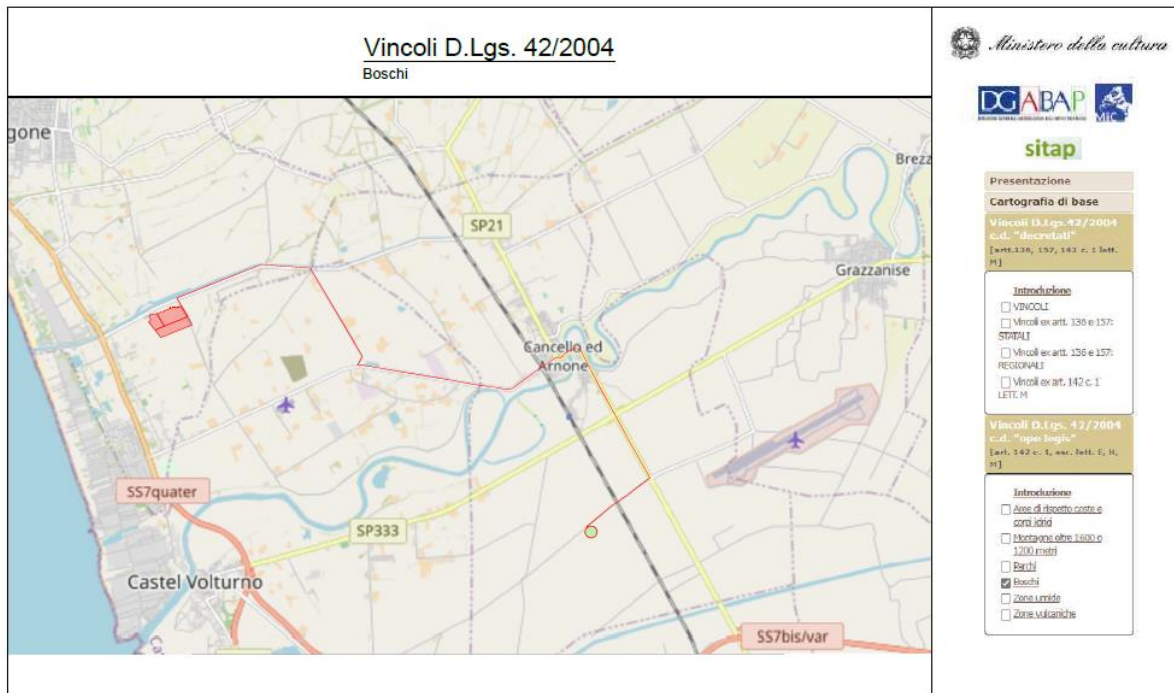 Vincoli D.Lgs. 42/2004
Boschi
gone
Brezz
SP21
Grazzanise
Cancello ed
Arnone
SS7quater
SP333
Castel Volturno
SS7bis/var
Ca
Ministero della cultura
DGABAP
MiC
sitap
Presentazione
Cartografia di base
Vincoli D.Lgs.42/2004
c.d. "decretati"
[artt.136, 157, 142 c. 1 lett.
M]
Introduzione
VINCOLI
Vincoli ex artt. 136 e 157:
STATALI
Vincoli ex artt. 136 e 157:
REGIONALI
Vincoli ex art. 142 c. 1
LETT. M
Vincoli D.Lgs. 42/2004
c.d. "ope legis"
[art. 142 c. 1, esc. lett. E, H,
M]
Introduzione
Aree di rispetto coste e
corpi idrici
Montagne oltre 1600 o
1200 metri
Parchi
Boschi
Zone umide
Zone vulcaniche